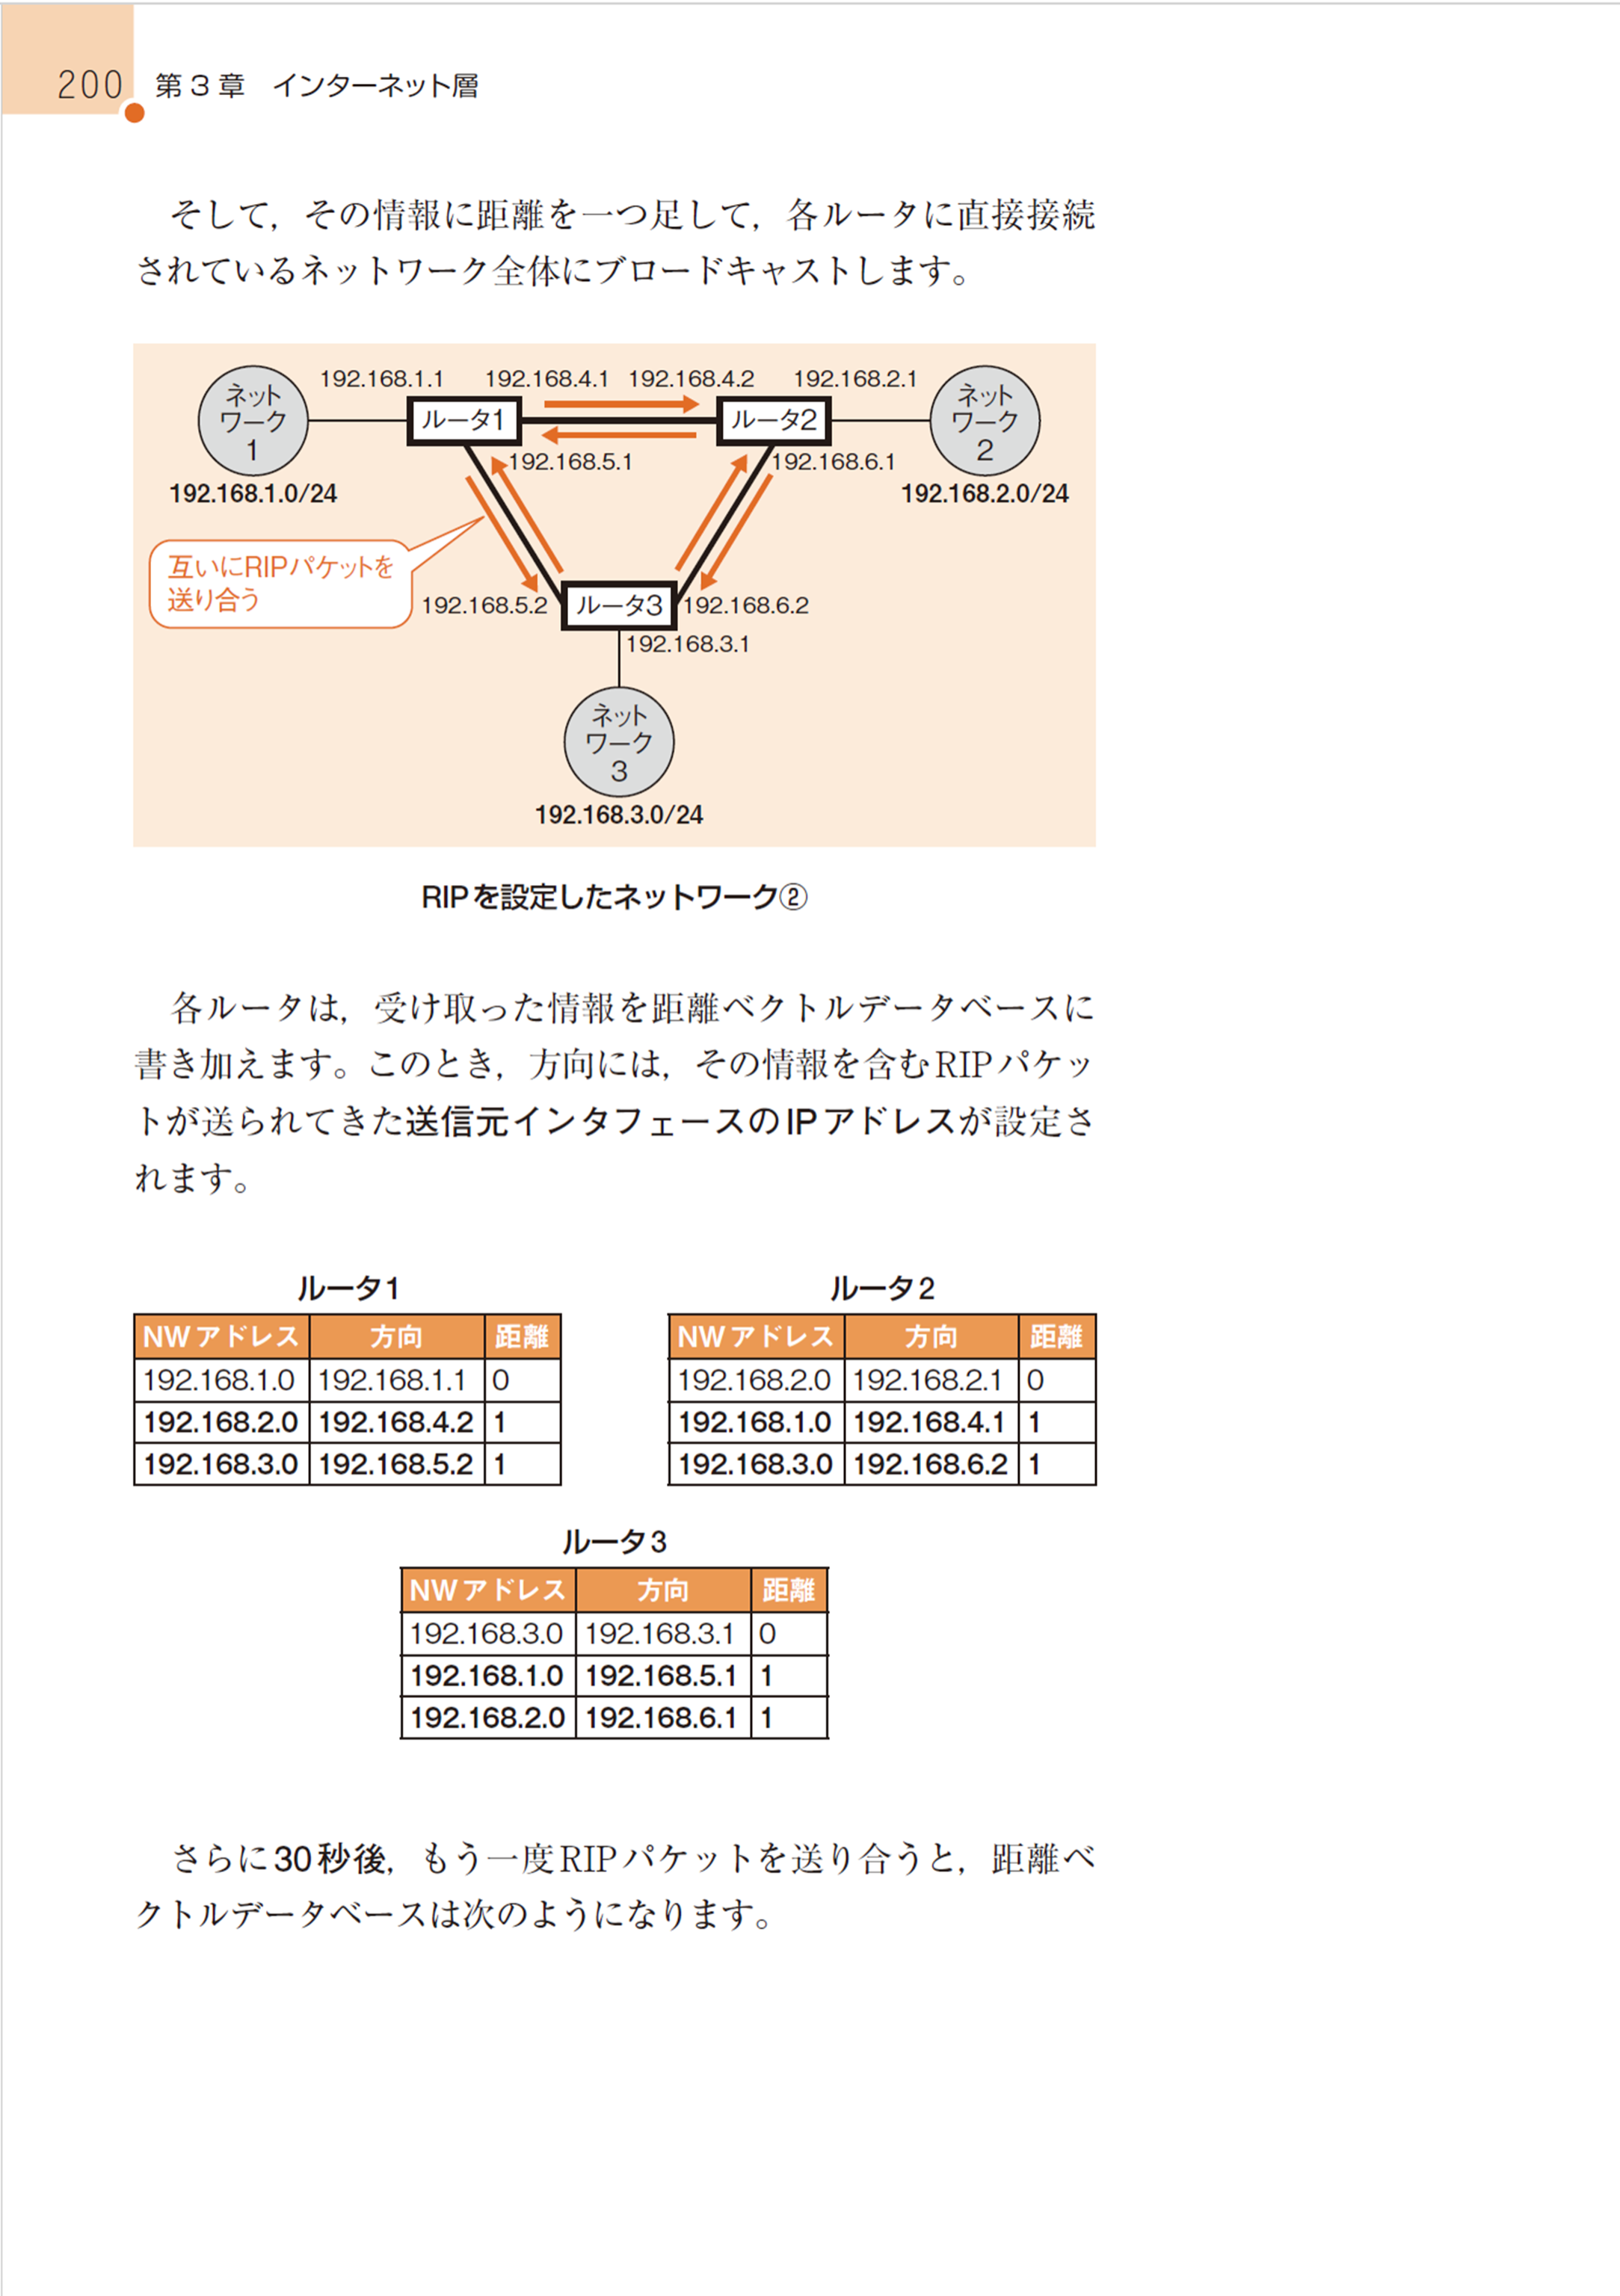 200 第3章 インターネット層
そして，その情報に距離を一つ足して，各ルータに直接接続
されているネットワーク全体にブロードキャストします。
192.168.1.1 192.168.4.1 192.168.4.2 192.168.2.1
ネット
ワーク
1
ルータ1
ルータ2
ネット
ワーク
2
192.168.5.1 192.168.6.1
192.168.1.0/24 192.168.2.0/24
互いにRIPパケットを
送り合う
192.168.5.2 ルータ3 192.168.6.2
192.168.3.1
ネット
ワーク
3
192.168.3.0/24
RIPを設定したネットワーク②
各ルータは，受け取った情報を距離ベクトルデータベースに
書き加えます。このとき，方向には，その情報を含むRIPパケッ
トが送られてきた送信元インタフェースのIPアドレスが設定さ
れます。
ルータ1
NWアドレス 方向 距離
192.168.1.0 192.168.1.1 0
192.168.2.0 192.168.4.2 1
192.168.3.0 192.168.5.2 1
ルータ2
NWアドレス 方向 距離
192.168.2.0 192.168.2.1 0
192.168.1.0 192.168.4.1 1
192.168.3.0 192.168.6.2 1
ルータ3
NWアドレス 方向 距離
192.168.3.0 192.168.3.1 0
192.168.1.0 192.168.5.1 1
192.168.2.0 192.168.6.1 1
さらに30秒後，もう一度RIPパケットを送り合うと，距離ベ
クトルデータベースは次のようになります。